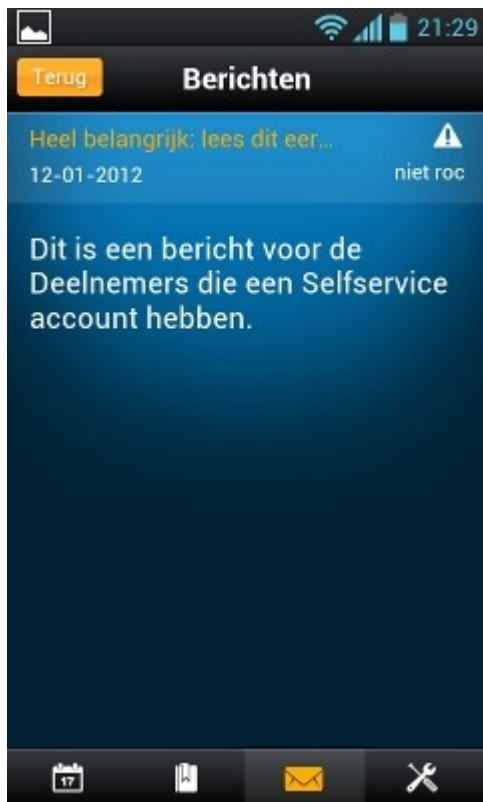 21:29
Terug
Berichten
Heel belangrijk: lees dit eer...
12-01-2012
niet roc
Dit is een bericht voor de
Deelnemers die een Selfservice
account hebben.
17